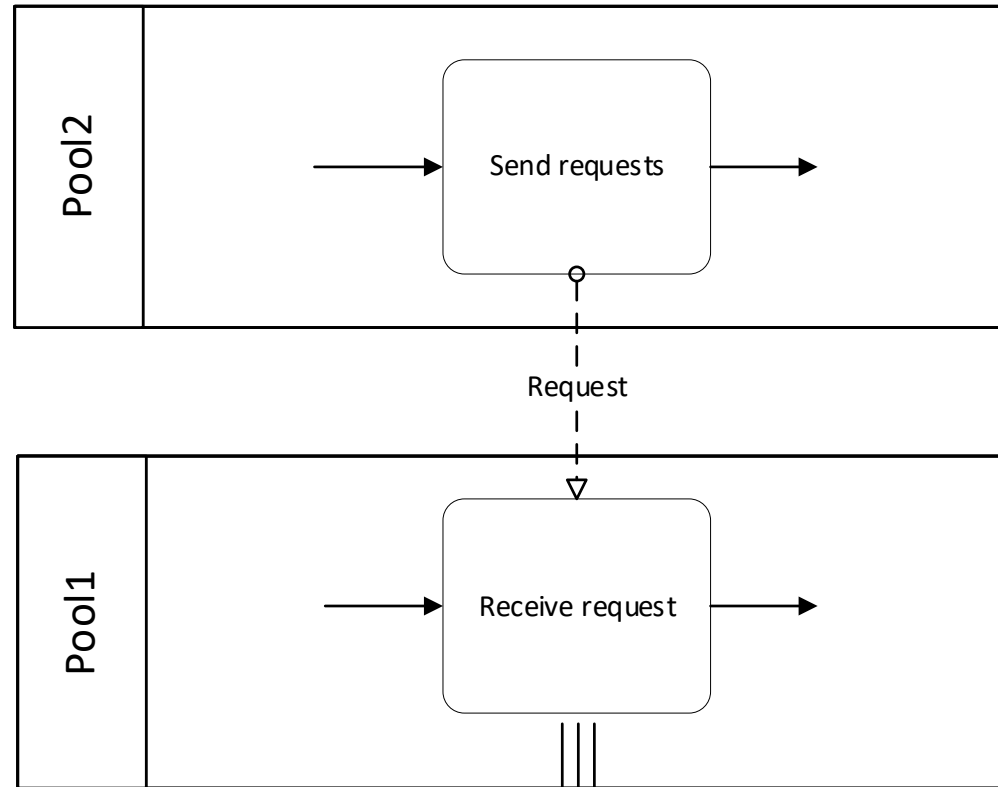 Pool2
Send requests
Request
Pool1
Receive request